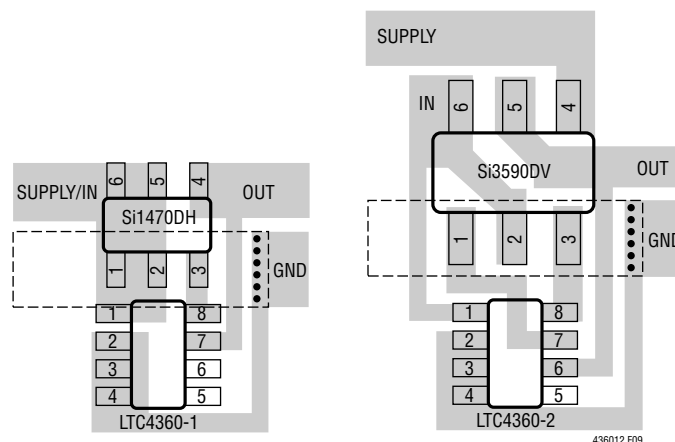 SUPPLY/IN
6 5 4
Si1470DH
OUT
1 2 3
GND
1 8
2 7
3 6
4 5
LTC4360-1
SUPPLY
IN
6 5 4
Si3590DV
OUT
1 2 3
GND
1 8
2 7
3 6
4 5
LTC4360-2
436012 F09